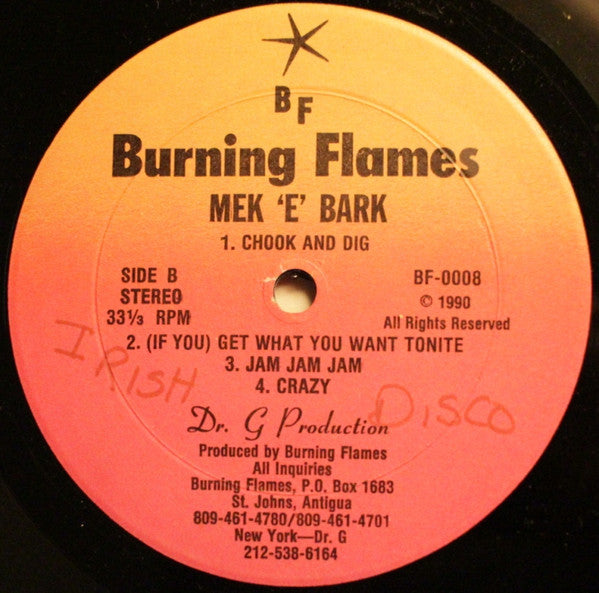 B F
Burning Flames
MEK 'E' BARK
1. CHOOK AND DIG
SIDE B
STEREO
33⅓ RPM
BF-0008
© 1990
All Rights Reserved
2. (IF YOU) GET WHAT YOU WANT TONITE
3. JAM JAM JAM
4. CRAZY
IRISH DISCO
Dr. G Production
Produced by Burning Flames
All Inquiries
Burning Flames, P.O. Box 1683
St. Johns, Antigua
809-461-4780/809-461-4701
New York—Dr. G
212-538-6164